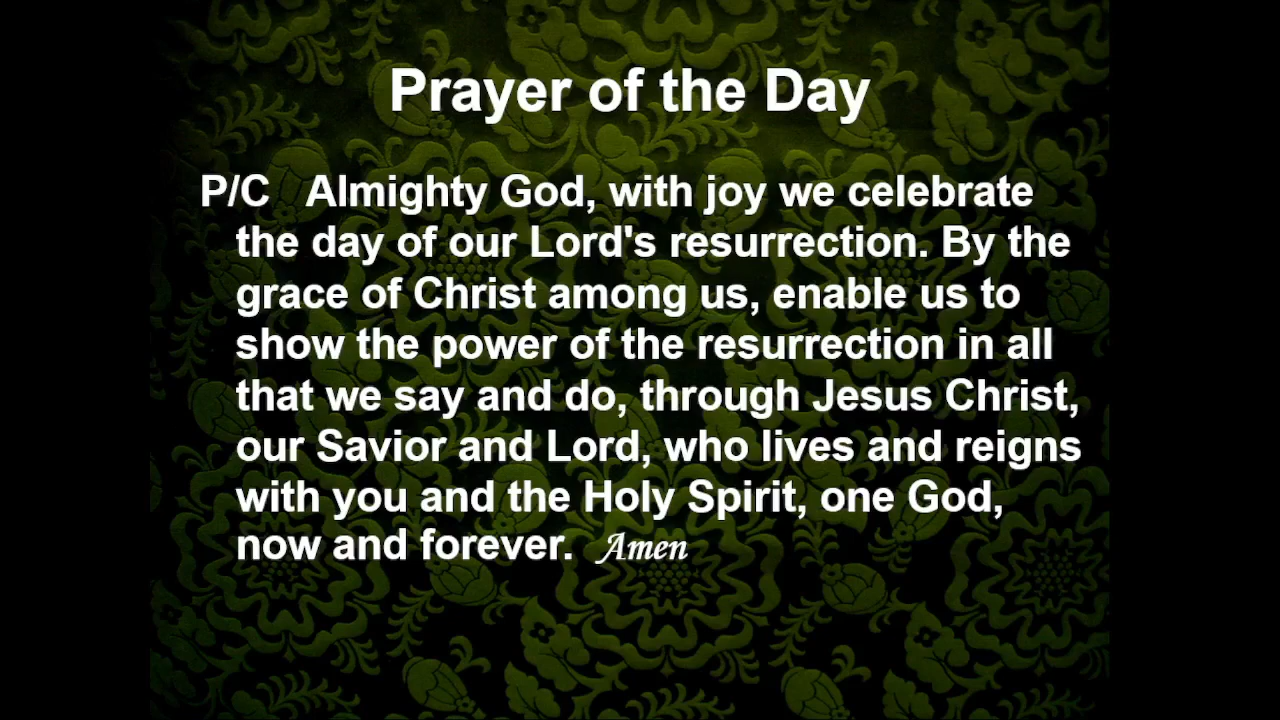 Prayer of the Day
P/C Almighty God, with joy we celebrate
the day of our Lord's resurrection. By the
grace of Christ among us, enable us to
show the power of the resurrection in all
that we say and do, through Jesus Christ,
our Savior and Lord, who lives and reigns
with you and the Holy Spirit, one God,
now and forever. Amen